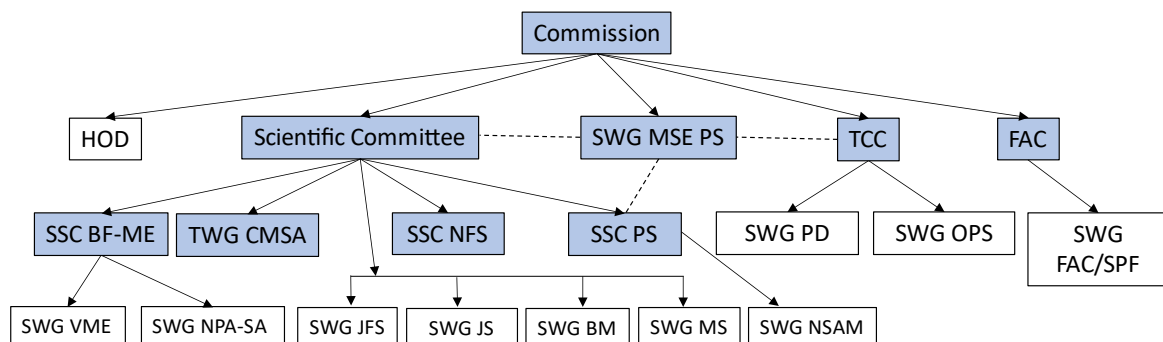 Commission
HOD
Scientific Committee
SWG MSE PS
TCC
FAC
SSC BF-ME
TWG CMSA
SSC NFS
SSC PS
SWG PD
SWG OPS
SWG
FAC/SPF
SWG VME
SWG NPA-SA
SWG JFS
SWG JS
SWG BM
SWG MS
SWG NSAM